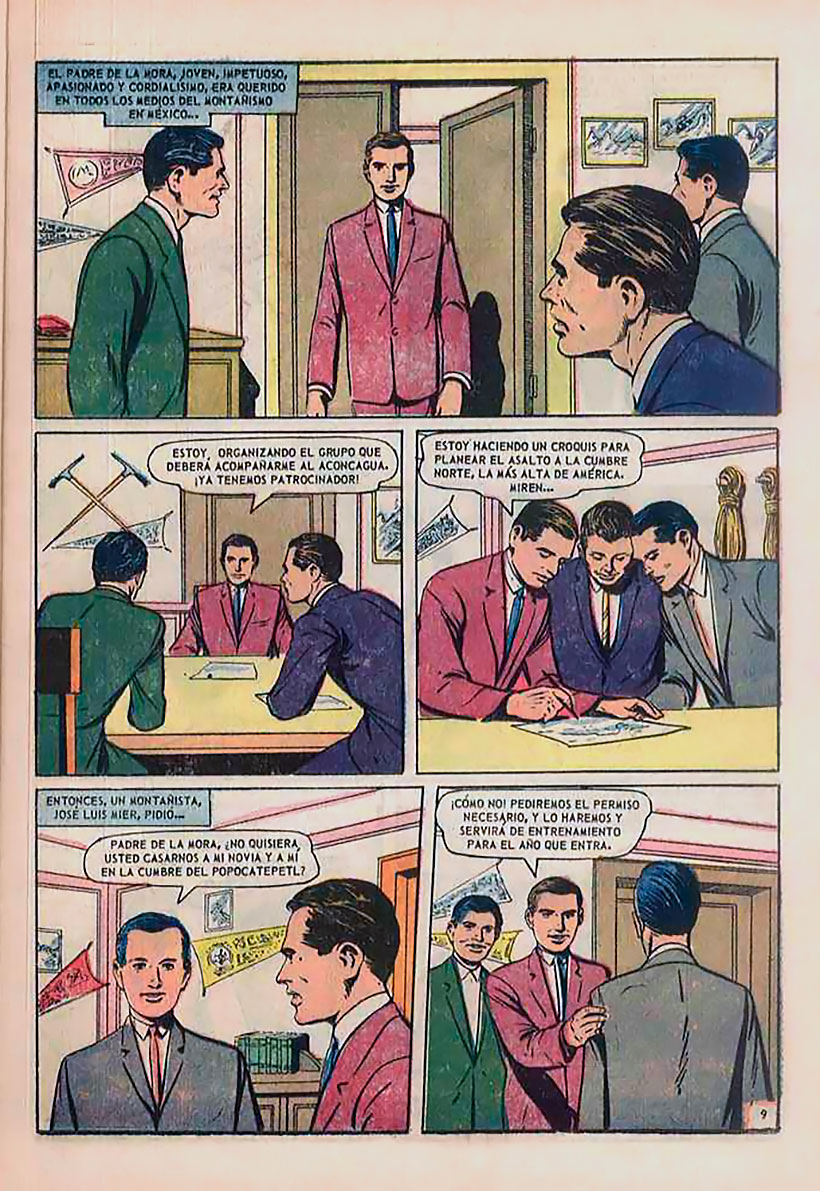 EL PADRE DE LA MORA, JOVEN, IMPETUOSO,
APASIONADO Y CORDIALISIMO, ERA QUERIDO
EN TODOS LOS MEDIOS DEL MONTAÑISMO
EN MÉXICO...
ESTOY, ORGANIZANDO EL GRUPO QUE
DEBERÁ ACOMPAÑARME AL ACONCAGUA.
¡YA TENEMOS PATROCINADOR!
ESTOY HACIENDO UN CROQUIS PARA
PLANEAR EL ASALTO A LA CUMBRE
NORTE, LA MÁS ALTA DE AMÉRICA.
MIREN...
ENTONCES, UN MONTAÑISTA,
JOSÉ LUIS MIER, PIDIÓ...
PADRE DE LA MORA, ¿NO QUISIERA
USTED CASARNOS A MI NOVIA Y A MÍ
EN LA CUMBRE DEL POPOCATEPETL?
¡CÓMO NO! PEDIREMOS EL PERMISO
NECESARIO, Y LO HAREMOS Y
SERVIRÁ DE ENTRENAMIENTO
PARA EL AÑO QUE ENTRA.
9